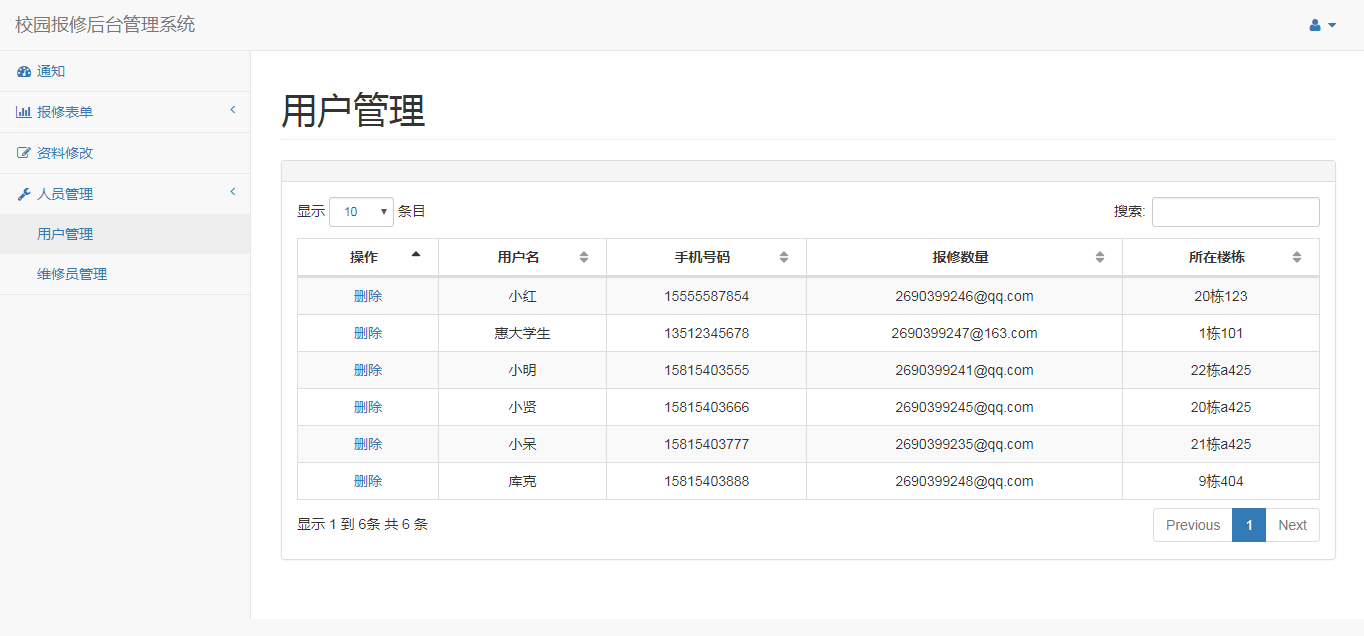 校园报修后台管理系统
通知
报修表单
资料修改
人员管理
用户管理
维修员管理
用户管理
显示 10 条目 搜索:
操作 用户名 手机号码 报修数量 所在楼栋
删除 小红 15555587854 2690399246@qq.com 20栋123
删除 惠大学生 13512345678 2690399247@163.com 1栋101
删除 小明 15815403555 2690399241@qq.com 22栋a425
删除 小贤 15815403666 2690399245@qq.com 20栋a425
删除 小呆 15815403777 2690399235@qq.com 21栋a425
删除 库克 15815403888 2690399248@qq.com 9栋404
显示 1 到 6条 共 6 条 Previous 1 Next